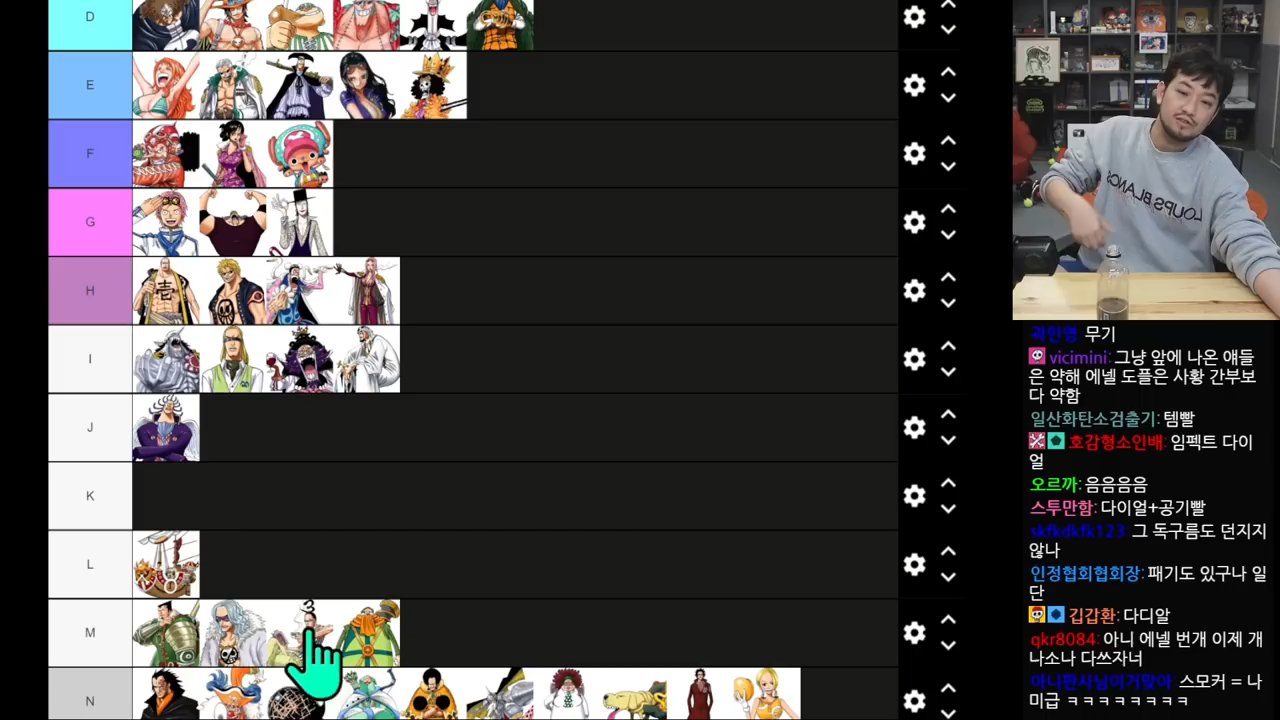 D
E
F
G
H
I
J
K
L
M
N
LOUPS BLANCS
곽인영 무기
vicimini: 그냥 앞에 나온 얘들
은 약해 에넬 도플은 사황 간부보
다 약함
일산화탄소검출기: 템빨
호감형소인배: 임펙트 다이
얼
오르까: 음음음음
스투만함: 다이얼+공기빨
skfkdkfk123: 그 독구름도 던지지
않나
인정협회협회장: 패기도 있구나 일
단
김갑환: 다디알
qkr8084: 아니 에넬 번개 이제 개
나소나 다쓰자너
아니판사님이거맞아 스모커 = 나
미급 ㅋㅋㅋㅋㅋㅋㅋㅋ